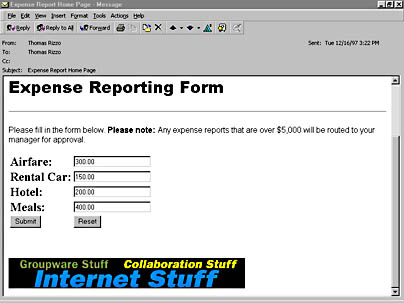 Expense Report Home Page - Message
File Edit View Insert Format Tools Actions Help
Reply Reply to All Forward
From: Thomas Rizzo Sent: Tue 12/16/97 3:22 PM
To: Thomas Rizzo
Cc:
Subject: Expense Report Home Page
Expense Reporting Form
Please fill in the form below. Please note: Any expense reports that are over $5,000 will be routed to your
manager for approval.
Airfare: 300.00
Rental Car: 150.00
Hotel: 200.00
Meals: 400.00
Submit Reset
Groupware Stuff Collaboration Stuff
Internet Stuff